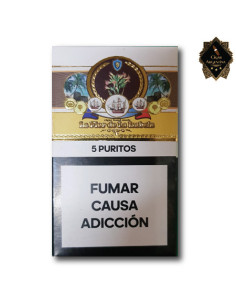 La Flor de la Isabela
5 PURITOS
FUMAR
CAUSA
ADICCIÓN